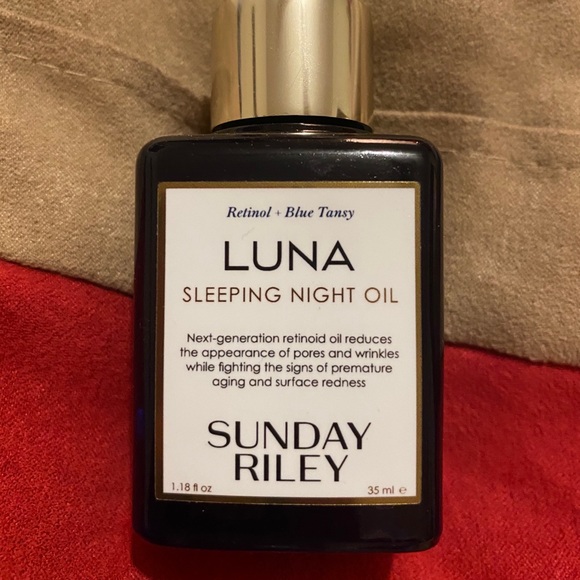 Retinol + Blue Tansy
LUNA
SLEEPING NIGHT OIL
Next-generation retinoid oil reduces
the appearance of pores and wrinkles
while fighting the signs of premature
aging and surface redness
SUNDAY
RILEY
1.18 fl oz 35 ml ℮